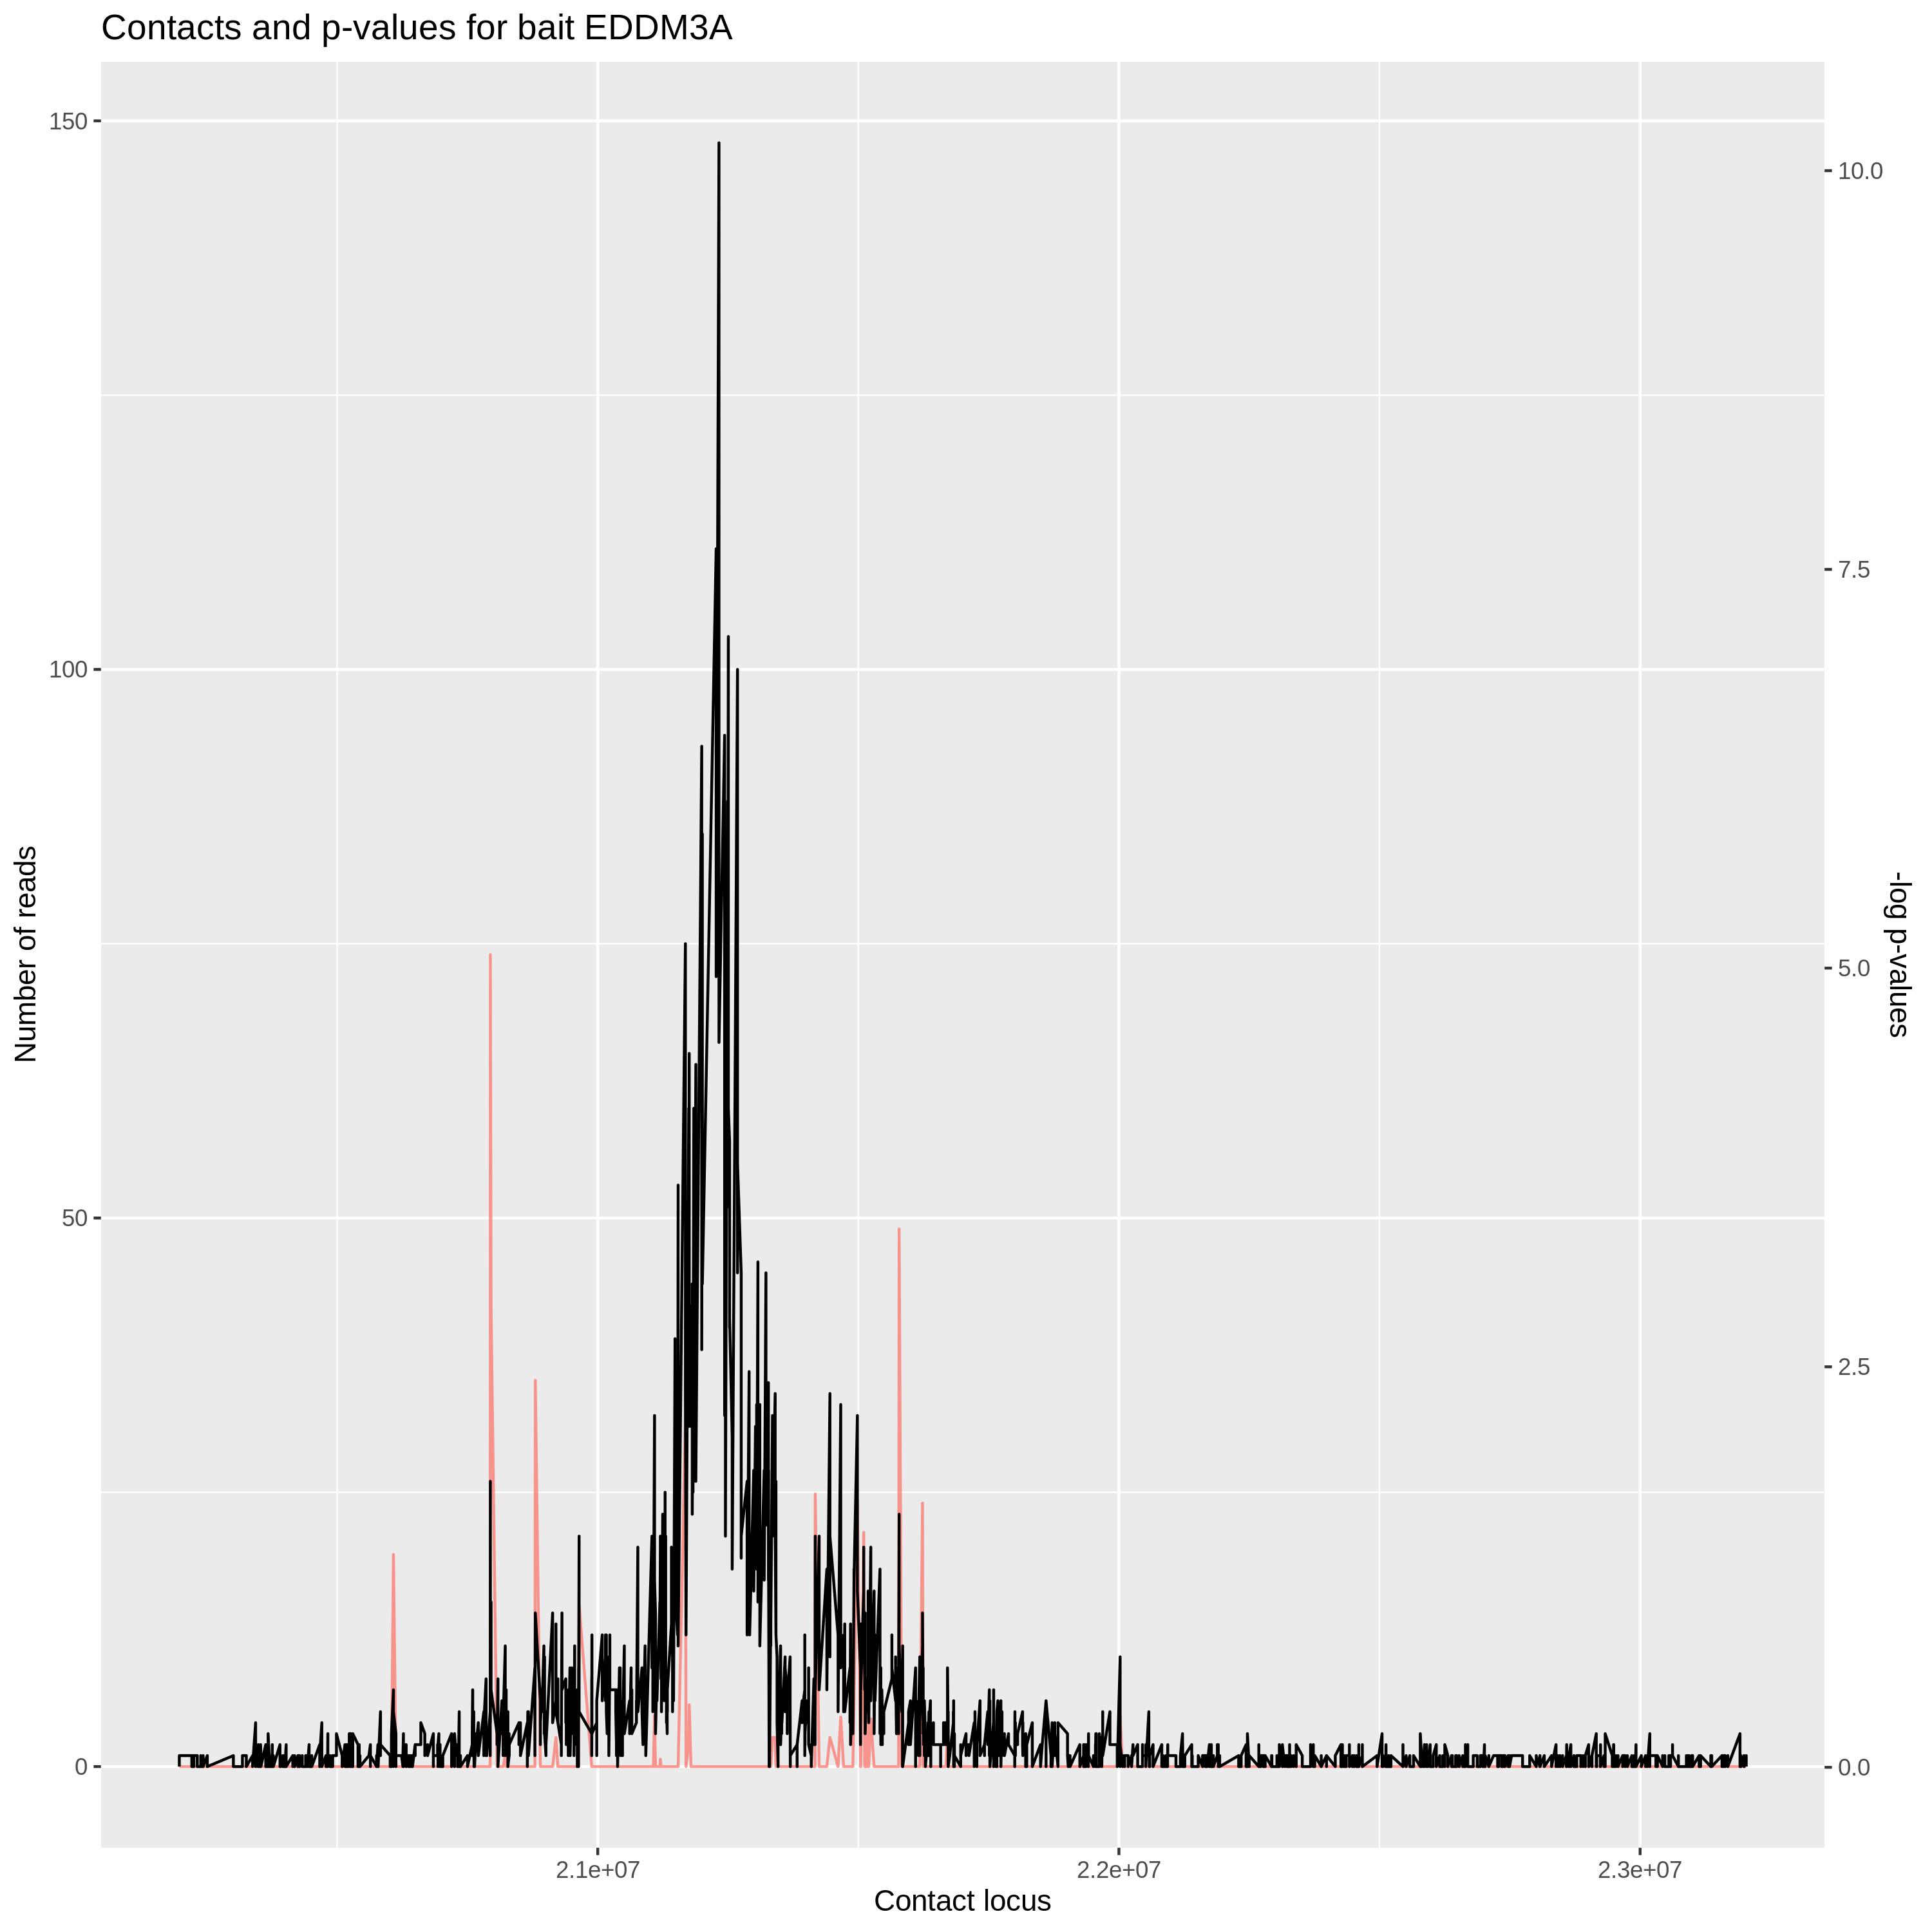 Contacts and p-values for bait EDDM3A
150
100
50
0
Number of reads
10.0
7.5
5.0
2.5
0.0
-log p-values
2.1e+07
2.2e+07
2.3e+07
Contact locus